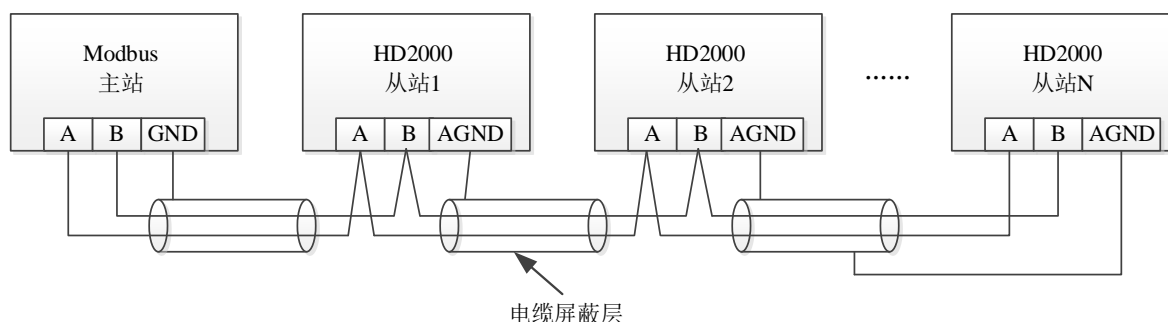 Modbus
主站
A B GND
HD2000
从站1
A B AGND
HD2000
从站2
A B AGND
……
HD2000
从站N
A B AGND
电缆屏蔽层